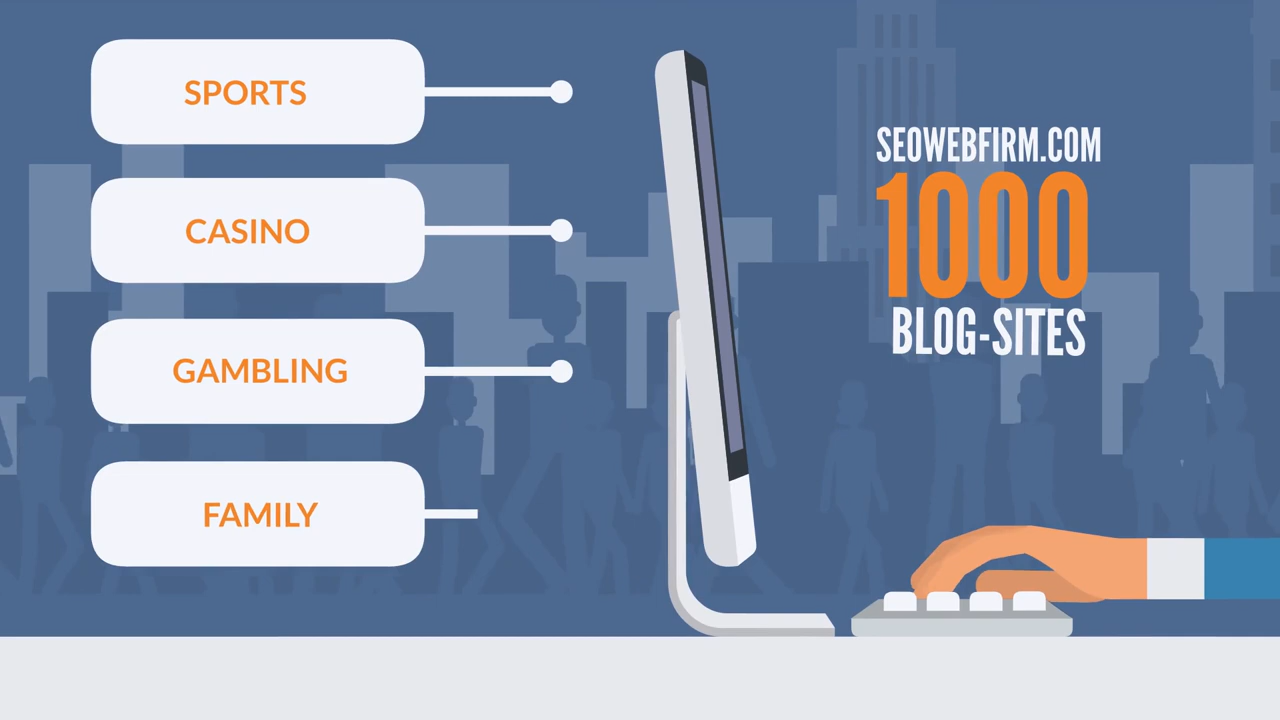 SPORTS
CASINO
GAMBLING
FAMILY
SEOWEBFIRM.COM
1000
BLOG-SITES